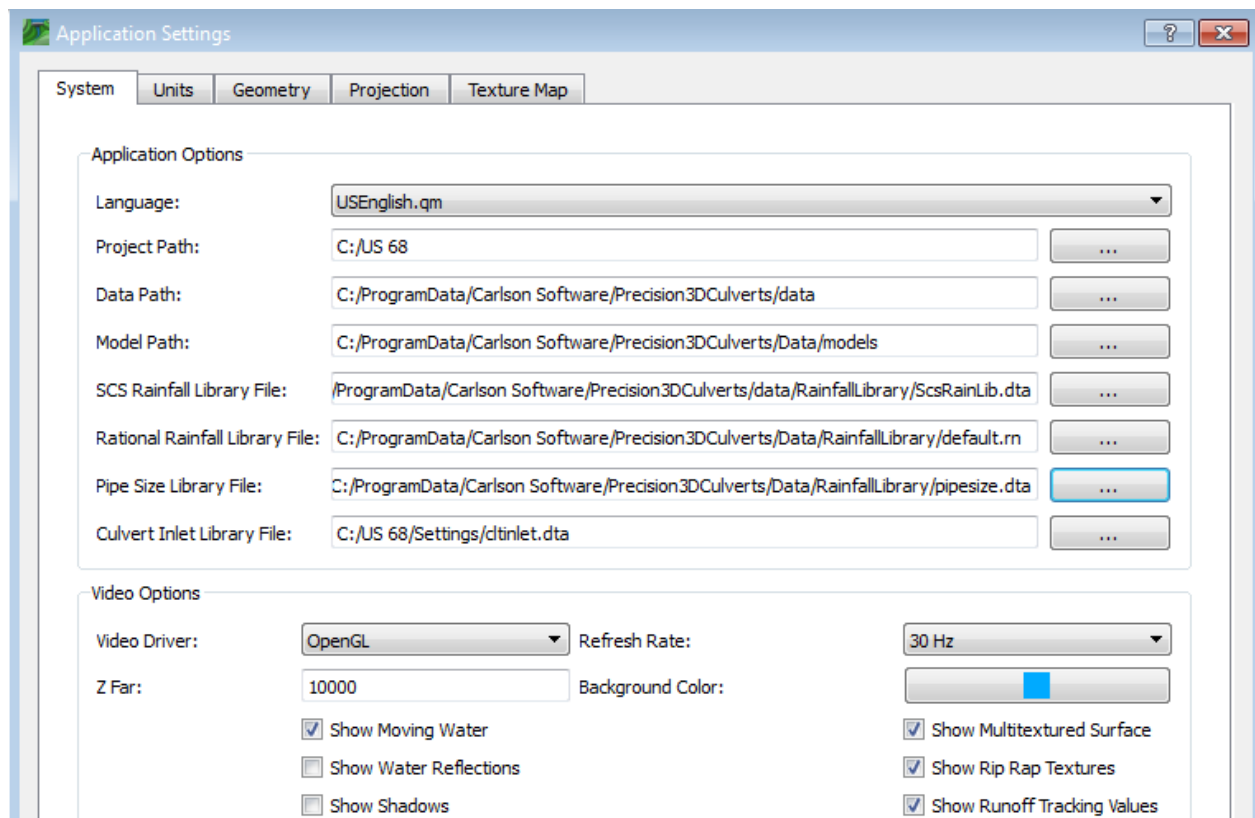 Application Settings
System Units Geometry Projection Texture Map
Application Options
Language: USEnglish.qm
Project Path: C:/US 68 ...
Data Path: C:/ProgramData/Carlson Software/Precision3DCulverts/data ...
Model Path: C:/ProgramData/Carlson Software/Precision3DCulverts/Data/models ...
SCS Rainfall Library File: /ProgramData/Carlson Software/Precision3DCulverts/data/RainfallLibrary/ScsRainLib.dta ...
Rational Rainfall Library File: C:/ProgramData/Carlson Software/Precision3DCulverts/Data/RainfallLibrary/default.rn ...
Pipe Size Library File: C:/ProgramData/Carlson Software/Precision3DCulverts/Data/RainfallLibrary/pipesize.dta ...
Culvert Inlet Library File: C:/US 68/Settings/cltinlet.dta ...
Video Options
Video Driver: OpenGL Refresh Rate: 30 Hz
Z Far: 10000 Background Color:
Show Moving Water Show Multitextured Surface
Show Water Reflections Show Rip Rap Textures
Show Shadows Show Runoff Tracking Values